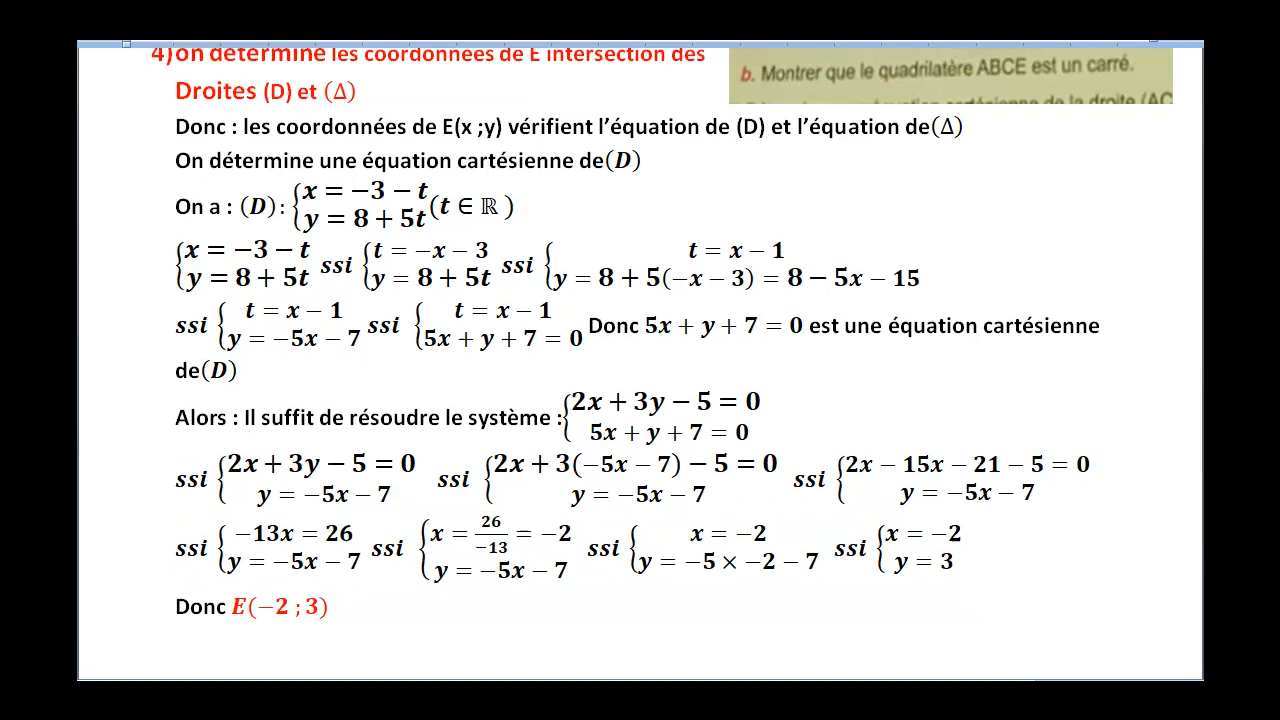 4) on détermine les coordonnées de E intersection des
Droites (D) et (Δ)
b. Montrer que le quadrilatère ABCE est un carré.
cartésienne de la droite (AC
Donc : les coordonnées de E(x ;y) vérifient l’équation de (D) et l’équation de(Δ)
On détermine une équation cartésienne de(D)
On a : (D): {x = −3 − t
y = 8 + 5t (t ∈ ℝ )
{x = −3 − t
y = 8 + 5t ssi {t = −x − 3
y = 8 + 5t ssi {t = x − 1
y = 8 + 5(−x − 3) = 8 − 5x − 15
ssi {t = x − 1
y = −5x − 7 ssi {t = x − 1
5x + y + 7 = 0 Donc 5x + y + 7 = 0 est une équation cartésienne
de(D)
Alors : Il suffit de résoudre le système : {2x + 3y − 5 = 0
5x + y + 7 = 0
ssi {2x + 3y − 5 = 0
y = −5x − 7 ssi {2x + 3(−5x − 7) − 5 = 0
y = −5x − 7 ssi {2x − 15x − 21 − 5 = 0
y = −5x − 7
ssi {−13x = 26
y = −5x − 7 ssi {x = 26/−13 = −2
y = −5x − 7 ssi {x = −2
y = −5 × −2 − 7 ssi {x = −2
y = 3
Donc E(−2 ; 3)